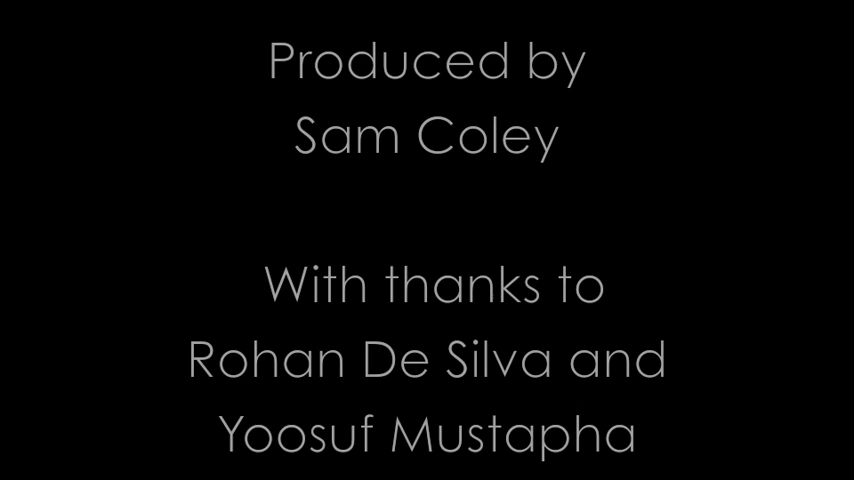 Produced by
Sam Coley
With thanks to
Rohan De Silva and
Yoosuf Mustapha